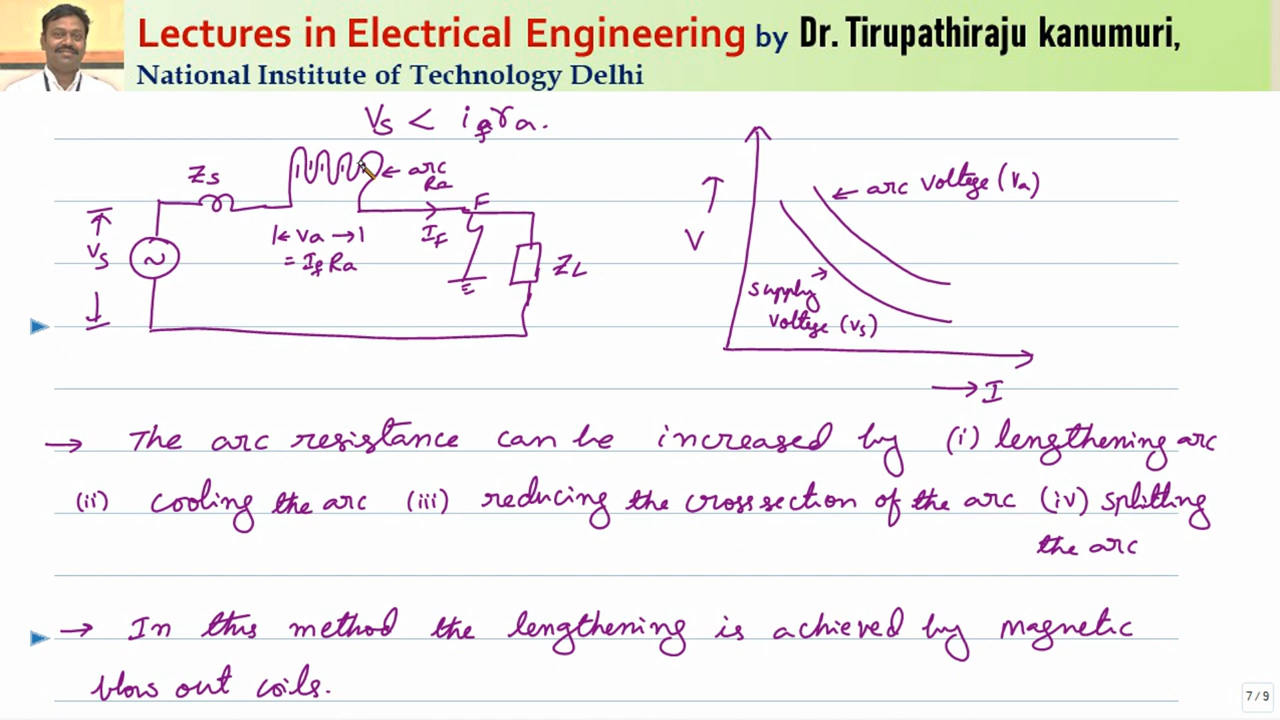 Lectures in Electrical Engineering by Dr. Tirupathiraju kanumuri,
National Institute of Technology Delhi
Vs < if ra.
Zs
← arc
Ra
F
Vs
|← Va →|
= If Ra
IF
E
ZL
V
← arc voltage (Va)
supply
voltage (Vs)
→ I
→ The arc resistance can be increased by (i) lengthening arc
(ii) cooling the arc (iii) reducing the cross section of the arc (iv) splitting
the arc
→ In this method the lengthening is achieved by magnetic
blow out coils.
7 / 9